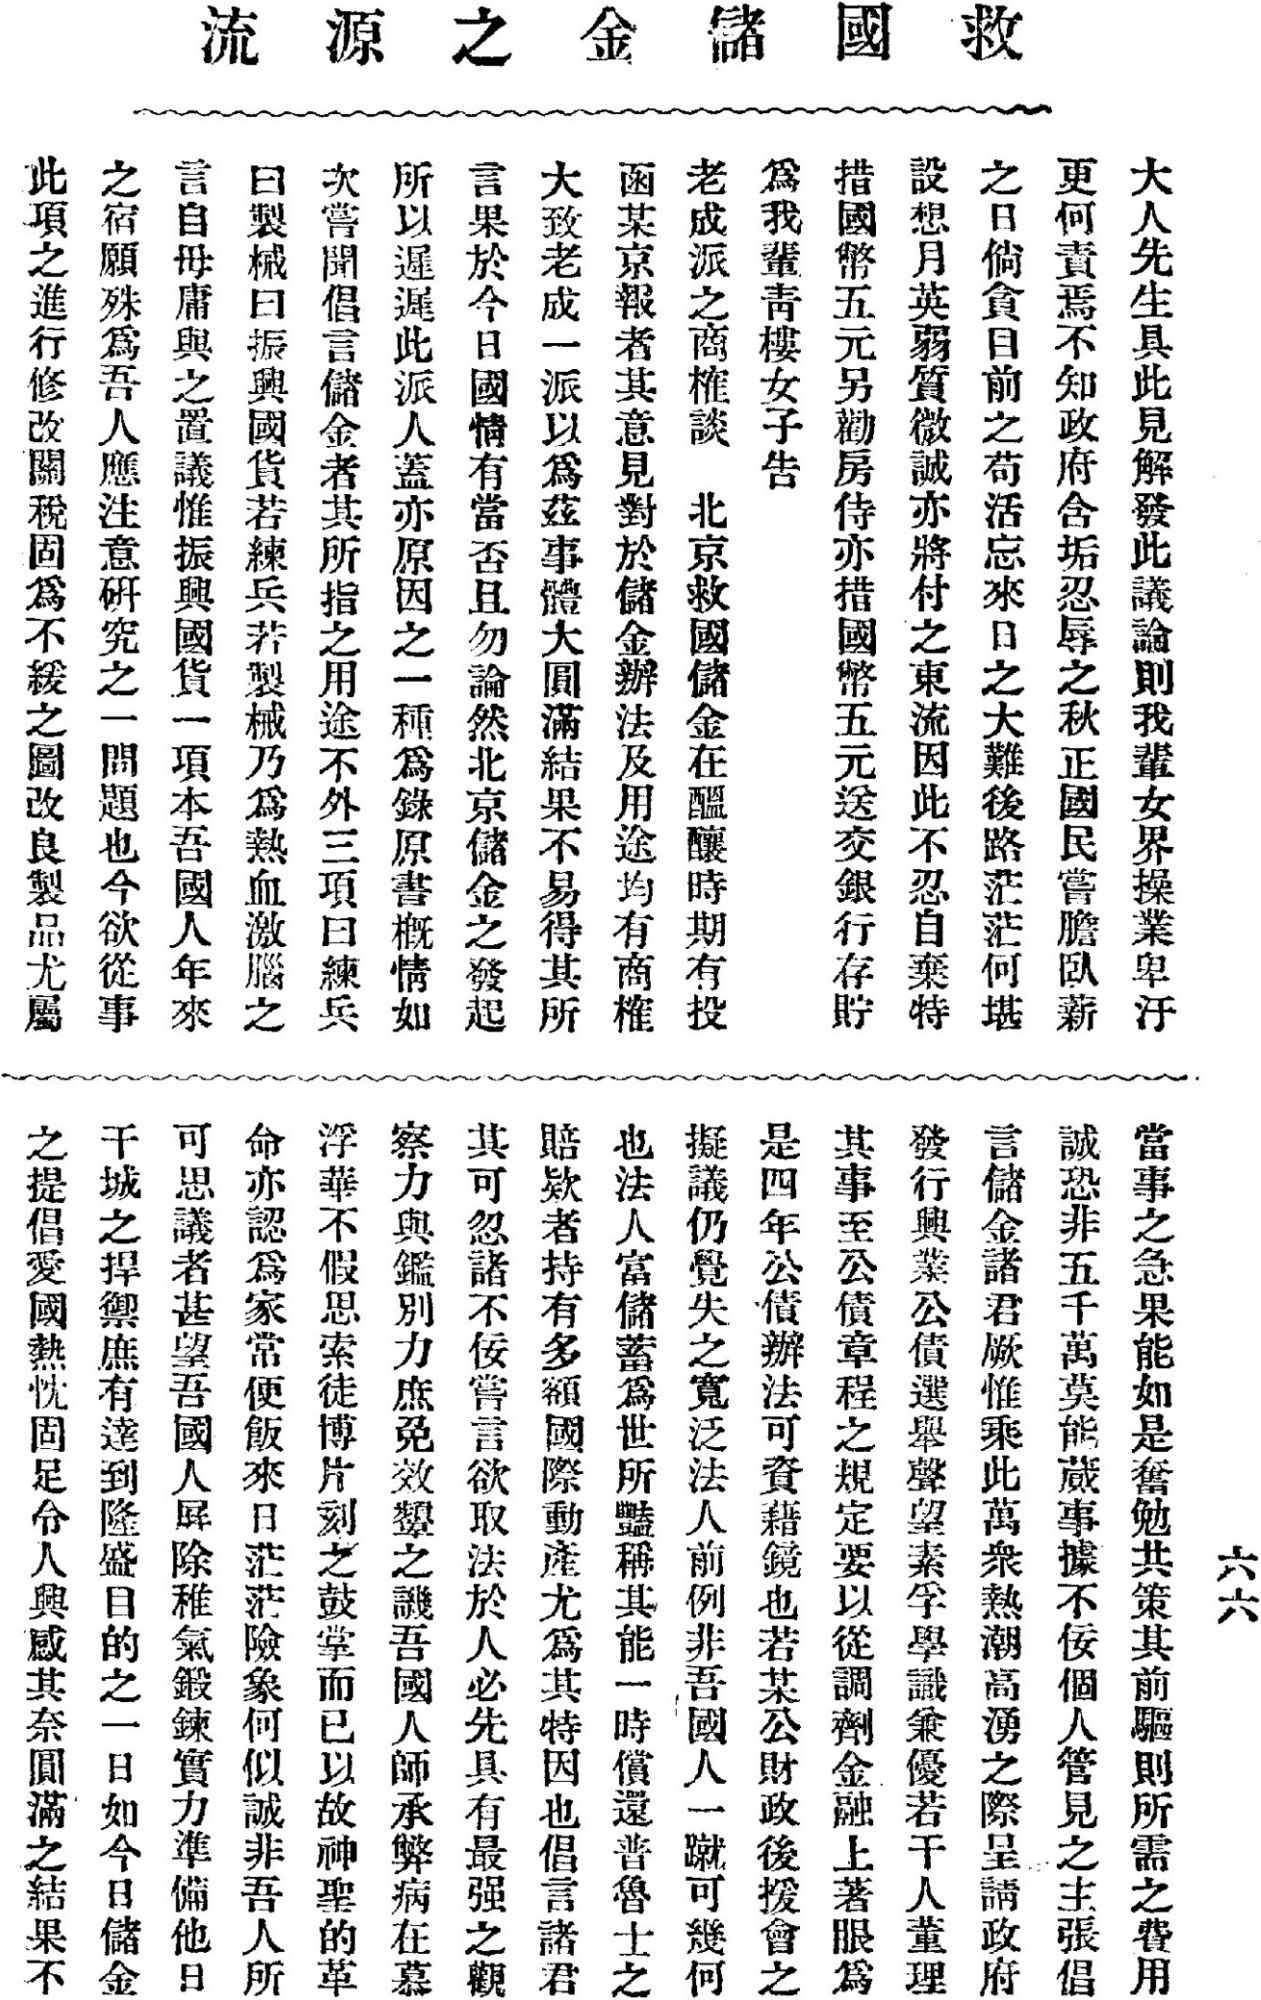 救國儲金之源流
大人先生具此見解發此議論則我輩女界操業卑汙
更何責焉不知政府含垢忍辱之秋正國民嘗膽臥薪
之日倘貪目前之苟活忘來日之大難後路茫茫何堪
設想月英弱質微誠亦將付之東流因此不忍自棄特
措國幣五元另勸房侍亦措國幣五元送交銀行存貯
爲我輩靑樓女子告
老成派之商榷談　北京救國儲金在醞釀時期有投
函某京報者其意見對於儲金辦法及用途均有商榷
大致老成一派以爲茲事體大圓滿結果不易得其所
言果於今日國情有當否且勿論然北京儲金之發起
所以遲遲此派人蓋亦原因之一種爲錄原書槪情如
次嘗聞倡言儲金者其所指之用途不外三項曰練兵
曰製械曰振興國貨若練兵若製械乃爲熱血激腦之
言自毋庸與之置議惟振興國貨一項本吾國人年來
之宿願殊爲吾人應注意硏究之一問題也今欲從事
此項之進行修改關稅固爲不緩之圖改良製品尤屬
當事之急果能如是奮勉共策其前驅則所需之費用
誠恐非五千萬莫能蕆事據不佞個人管見之主張倡
言儲金諸君厥惟乘此萬衆熱潮高湧之際呈請政府
發行興業公債選舉聲望素孚學識兼優若干人董理
其事至公債章程之規定要以從調劑金融上著眼爲
是四年公債辦法可資藉鏡也若某公財政後援會之
擬議仍覺失之寬泛法人前例非吾國人一蹴可幾何
也法人富儲蓄爲世所豔稱其能一時償還普魯士之
賠欵者持有多額國際動產尤爲其特因也倡言諸君
其可忽諸不佞嘗言欲取法於人必先具有最强之觀
察力與鑑別力庶免效顰之譏吾國人師承弊病在慕
浮華不假思索徒博片刻之鼓掌而已以故神聖的革
命亦認爲家常便飯來日茫茫險象何似誠非吾人所
可思議者甚望吾國人屛除稚氣鍛鍊實力準備他日
干城之捍禦庶有達到隆盛目的之一日如今日儲金
之提倡愛國熱忱固足令人興感其奈圓滿之結果不
六六